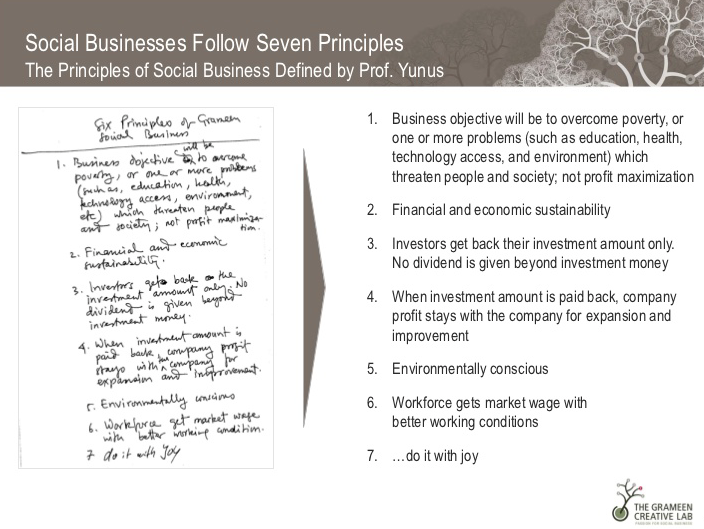 Social Businesses Follow Seven Principles
The Principles of Social Business Defined by Prof. Yunus
Six Principles of Grameen
Social Business
will be
1. Business objective to overcome
poverty, or one or more problems
(such as, education, health,
technology access, environment,
etc) which threaten people
and society; not profit maximiza-
tion.
2. Financial and economic
sustainability.
3. Investors get back the
investment amount only. No
dividend is given beyond
investment money.
4. When investment amount is
paid back, company profit
stays with the company for
expansion and improvement.
5. Environmentally conscious
6. Workforce get market wage
with better working condition.
7 do it with joy
1. Business objective will be to overcome poverty, or
one or more problems (such as education, health,
technology access, and environment) which
threaten people and society; not profit maximization
2. Financial and economic sustainability
3. Investors get back their investment amount only.
No dividend is given beyond investment money
4. When investment amount is paid back, company
profit stays with the company for expansion and
improvement
5. Environmentally conscious
6. Workforce gets market wage with
better working conditions
7. …do it with joy
THE GRAMEEN
CREATIVE LAB
PASSION FOR SOCIAL BUSINESS